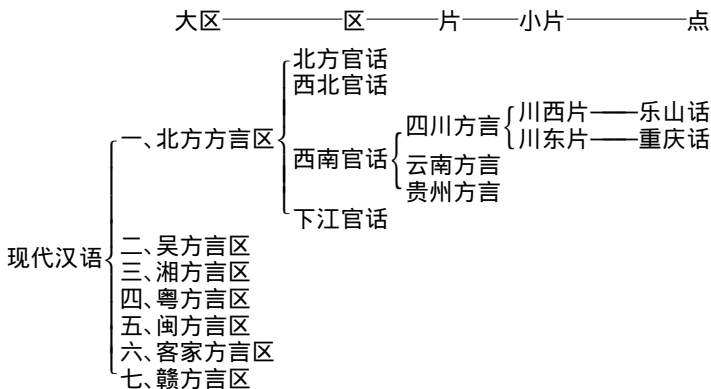 大区——区——片——小片——点
北方官话
西北官话
川西片——乐山话
四川方言
川东片——重庆话
一、北方方言区
西南官话
云南方言
贵州方言
下江官话
现代汉语
二、吴方言区
三、湘方言区
四、粤方言区
五、闽方言区
六、客家方言区
七、赣方言区